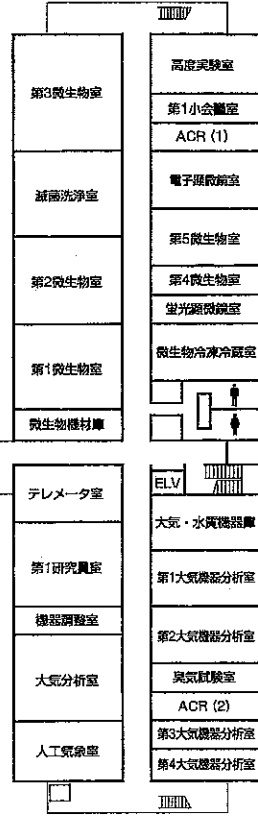 第3微生物室
滅菌洗浄室
第2微生物室
第1微生物室
微生物機材庫
テレメータ室
第1研究員室
機器調整室
大気分析室
人工気象室
高度実験室
第1小会議室
ACR (1)
電子顕微鏡室
第5微生物室
第4微生物室
蛍光顕微鏡室
微生物冷凍冷蔵室
ELV
大気・水質機器庫
第1大気機器分析室
第2大気機器分析室
臭気試験室
ACR (2)
第3大気機器分析室
第4大気機器分析室